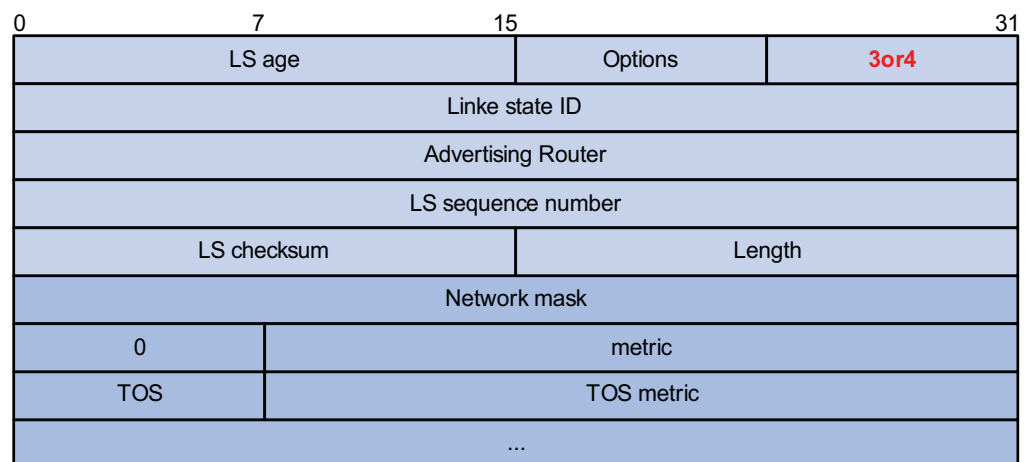 0 7 15 31
LS age Options 3or4
Linke state ID
Advertising Router
LS sequence number
LS checksum Length
Network mask
0 metric
TOS TOS metric
...